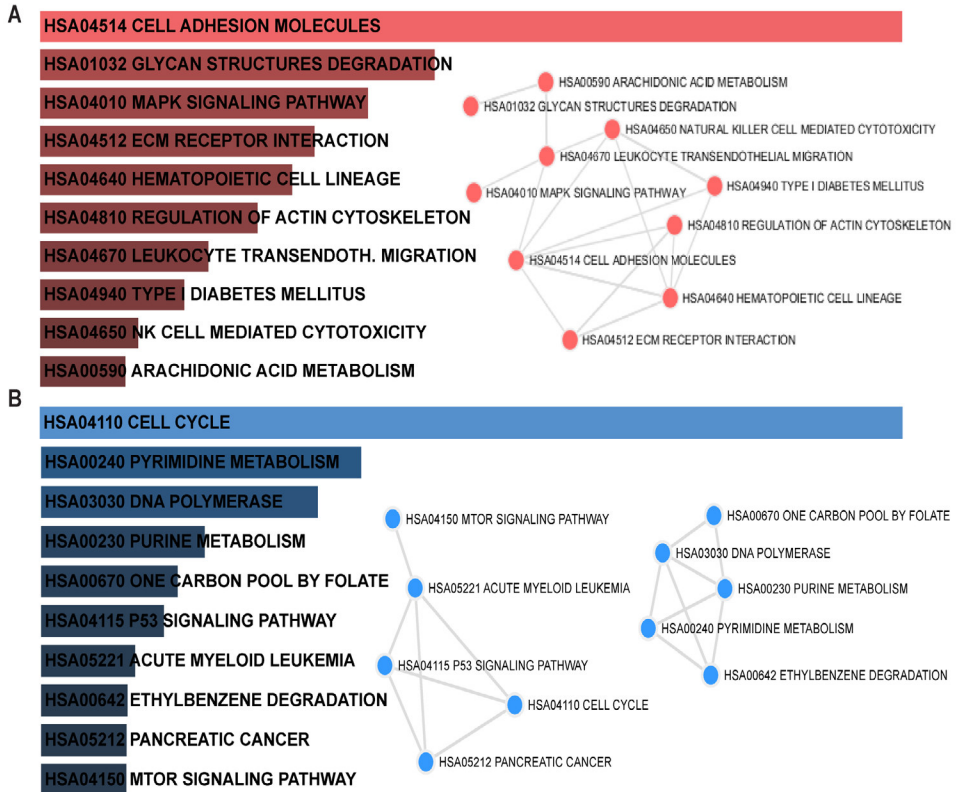 A
HSA04514 CELL ADHESION MOLECULES
HSA01032 GLYCAN STRUCTURES DEGRADATION
HSA04010 MAPK SIGNALING PATHWAY
HSA04512 ECM RECEPTOR INTERACTION
HSA04640 HEMATOPOIETIC CELL LINEAGE
HSA04810 REGULATION OF ACTIN CYTOSKELETON
HSA04670 LEUKOCYTE TRANSENDOTH. MIGRATION
HSA04940 TYPE I DIABETES MELLITUS
HSA04650 NK CELL MEDIATED CYTOTOXICITY
HSA00590 ARACHIDONIC ACID METABOLISM
HSA00590 ARACHIDONIC ACID METABOLISM
HSA01032 GLYCAN STRUCTURES DEGRADATION
HSA04650 NATURAL KILLER CELL MEDIATED CYTOTOXICITY
HSA04670 LEUKOCYTE TRANSENDOTHELIAL MIGRATION
HSA04940 TYPE I DIABETES MELLITUS
HSA04010 MAPK SIGNALING PATHWAY
HSA04810 REGULATION OF ACTIN CYTOSKELETON
HSA04514 CELL ADHESION MOLECULES
HSA04640 HEMATOPOIETIC CELL LINEAGE
HSA04512 ECM RECEPTOR INTERACTION
B
HSA04110 CELL CYCLE
HSA00240 PYRIMIDINE METABOLISM
HSA03030 DNA POLYMERASE
HSA00230 PURINE METABOLISM
HSA00670 ONE CARBON POOL BY FOLATE
HSA04115 P53 SIGNALING PATHWAY
HSA05221 ACUTE MYELOID LEUKEMIA
HSA00642 ETHYLBENZENE DEGRADATION
HSA05212 PANCREATIC CANCER
HSA04150 MTOR SIGNALING PATHWAY
HSA04150 MTOR SIGNALING PATHWAY
HSA05221 ACUTE MYELOID LEUKEMIA
HSA04115 P53 SIGNALING PATHWAY
HSA04110 CELL CYCLE
HSA05212 PANCREATIC CANCER
HSA00670 ONE CARBON POOL BY FOLATE
HSA03030 DNA POLYMERASE
HSA00230 PURINE METABOLISM
HSA00240 PYRIMIDINE METABOLISM
HSA00642 ETHYLBENZENE DEGRADATION